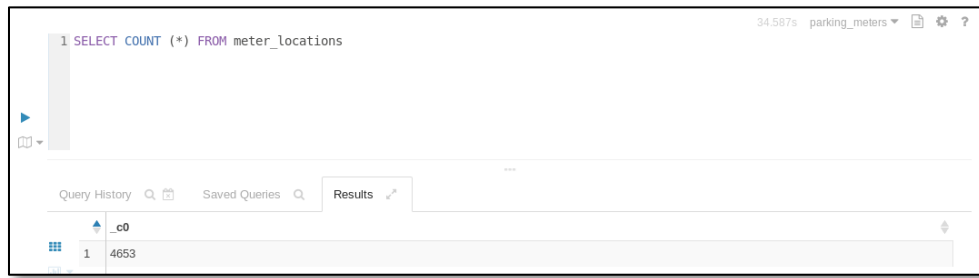 34.587s parking_meters ?
1 SELECT COUNT (*) FROM meter_locations
Query History Saved Queries Results
_c0
1 4653